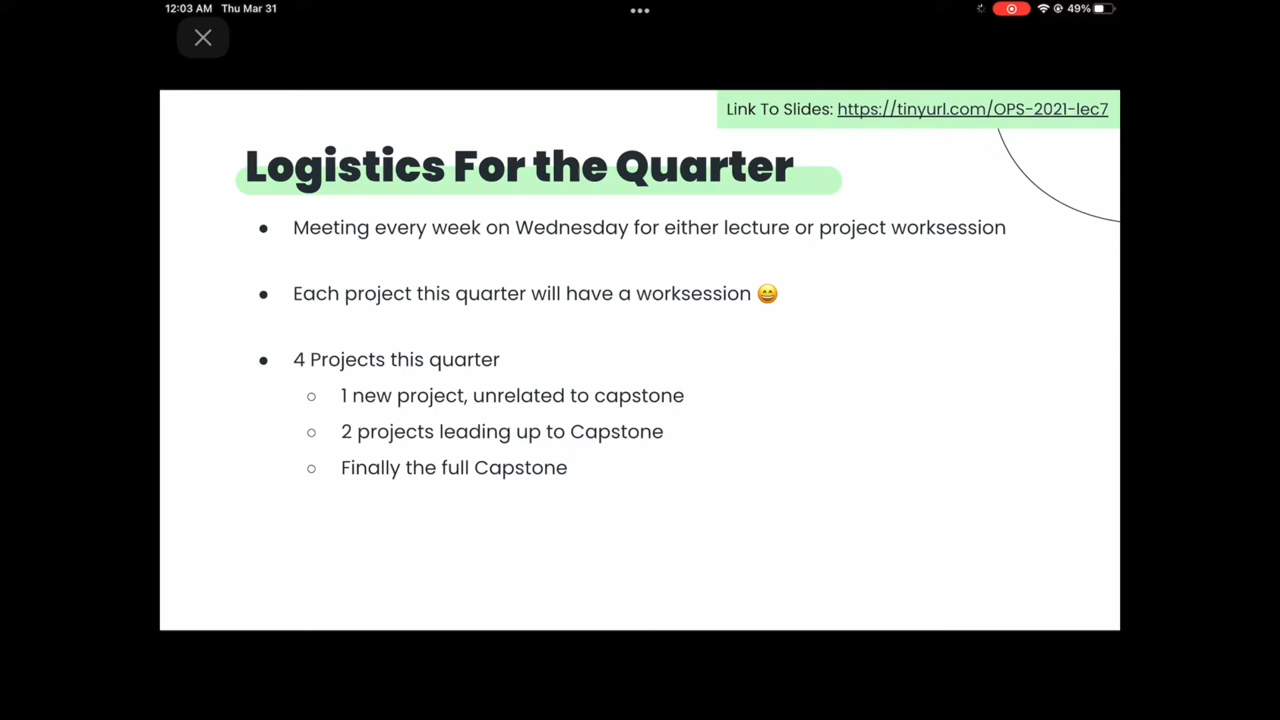 12:03 AM Thu Mar 31
49%
Link To Slides: https://tinyurl.com/OPS-2021-lec7
Logistics For the Quarter
● Meeting every week on Wednesday for either lecture or project worksession
● Each project this quarter will have a worksession 😄
● 4 Projects this quarter
○ 1 new project, unrelated to capstone
○ 2 projects leading up to Capstone
○ Finally the full Capstone